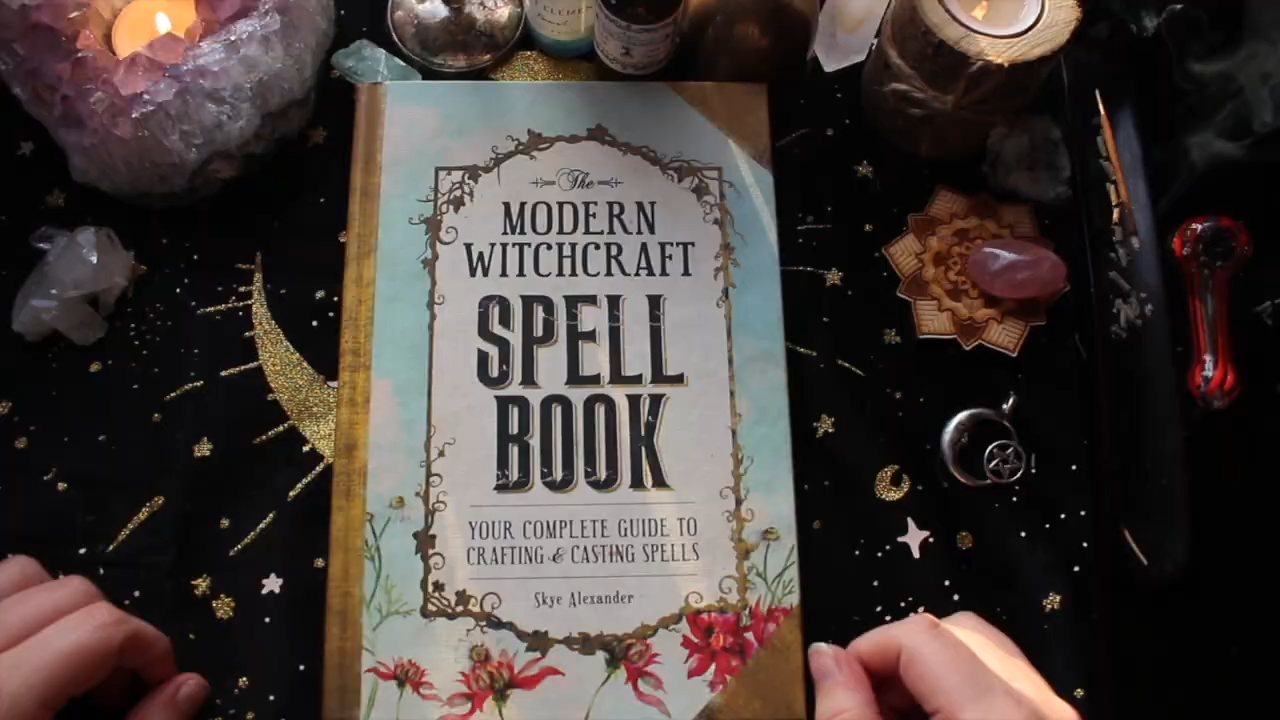 The
MODERN
WITCHCRAFT
SPELL
BOOK
YOUR COMPLETE GUIDE TO
CRAFTING & CASTING SPELLS
Skye Alexander